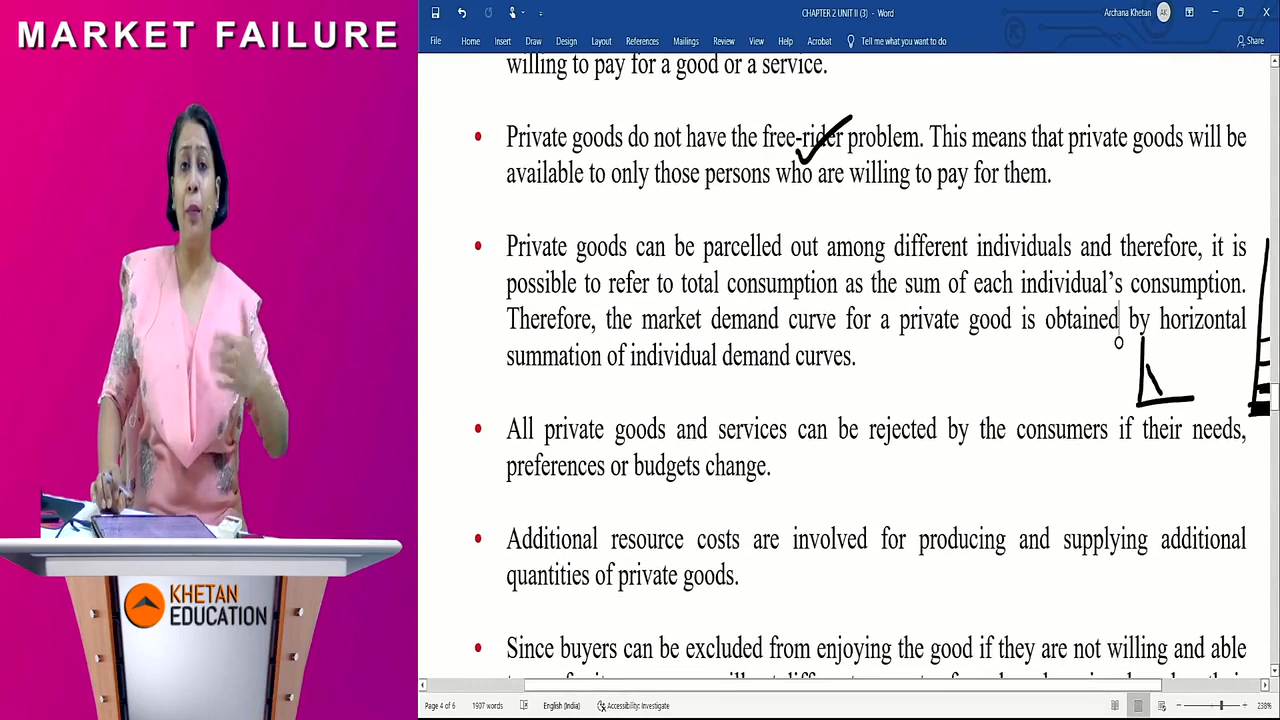 MARKET FAILURE
CHAPTER 2 UNIT II (3) - Word
Archana Khetan AK
File Home Insert Draw Design Layout References Mailings Review View Help Acrobat Tell me what you want to do Share
willing to pay for a good or a service.
• Private goods do not have the free-rider problem. This means that private goods will be
available to only those persons who are willing to pay for them.
• Private goods can be parcelled out among different individuals and therefore, it is
possible to refer to total consumption as the sum of each individual's consumption.
Therefore, the market demand curve for a private good is obtained by horizontal
summation of individual demand curves.
• All private goods and services can be rejected by the consumers if their needs,
preferences or budgets change.
• Additional resource costs are involved for producing and supplying additional
quantities of private goods.
• Since buyers can be excluded from enjoying the good if they are not willing and able
KHETAN
EDUCATION
Page 4 of 6 1907 words English (India) Accessibility: Investigate 238%